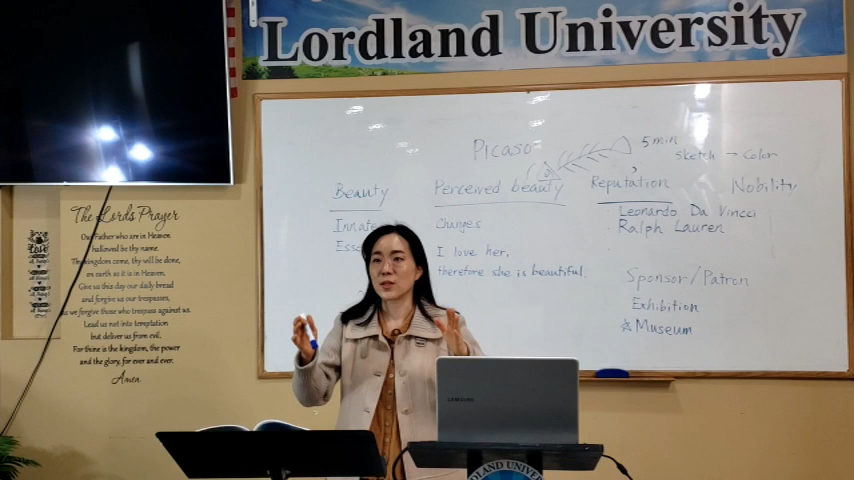 Lordland University
Picaso
5 min
Sketch → Color
Beauty
Perceived beauty
Reputation
Nobility
Innate
Changes
Leonardo Da Vincci
Ralph Lauren
I love her,
therefore she is beautiful.
Sponsor/Patron
Exhibition
☆ Museum
The Lord's Prayer
Our Father who are in Heaven
hallowed be thy name.
Thy kingdom come, thy will be done,
on earth as it is in Heaven.
Give us this day our daily bread
and forgive us our trespasses,
as we forgive those who trespass against us.
Lead us not into temptation
but deliver us from evil.
For thine is the kingdom, the power
and the glory, for ever and ever.
Amen
SAMSUNG